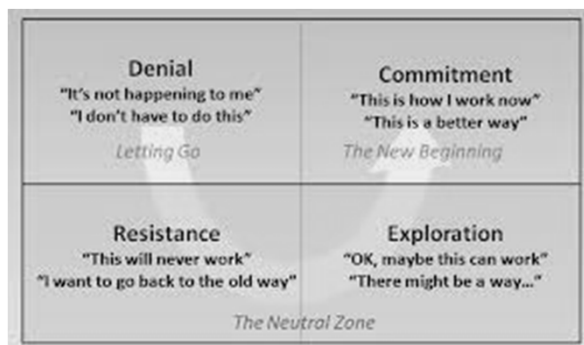 Denial
"It's not happening to me"
"I don't have to do this"
Letting Go
Commitment
"This is how I work now"
"This is a better way"
The New Beginning
Resistance
"This will never work"
"I want to go back to the old way"
Exploration
"OK, maybe this can work"
"There might be a way..."
The Neutral Zone